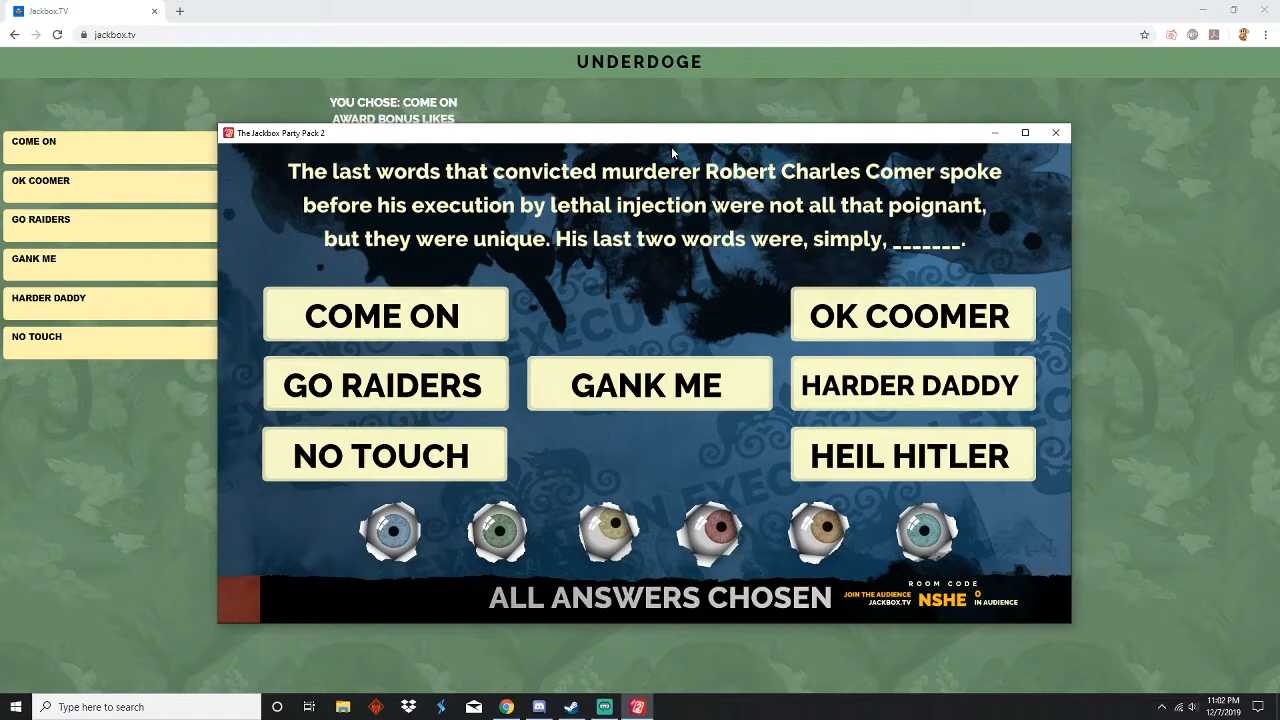 Jackbox.TV
jackbox.tv
UNDERDOGE
YOU CHOSE: COME ON
AWARD BONUS LIKES
COME ON
OK COOMER
GO RAIDERS
GANK ME
HARDER DADDY
NO TOUCH
The Jackbox Party Pack 2
The last words that convicted murderer Robert Charles Comer spoke
before his execution by lethal injection were not all that poignant,
but they were unique. His last two words were, simply, _______.
COME ON
OK COOMER
GO RAIDERS
GANK ME
HARDER DADDY
NO TOUCH
HEIL HITLER
ALL ANSWERS CHOSEN
JOIN THE AUDIENCE
JACKBOX.TV
ROOM CODE
NSHE
0
IN AUDIENCE
Type here to search
11:02 PM
12/7/2019